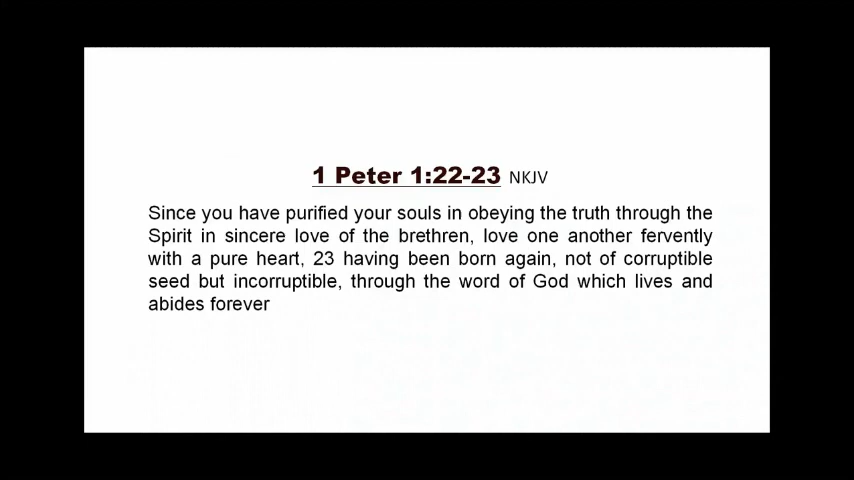 1 Peter 1:22-23 NKJV
Since you have purified your souls in obeying the truth through the
Spirit in sincere love of the brethren, love one another fervently
with a pure heart, 23 having been born again, not of corruptible
seed but incorruptible, through the word of God which lives and
abides forever